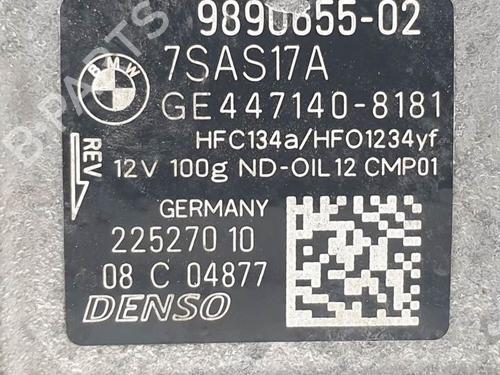 9890655-02
BMW
7SAS17A
GE447140-8181
HFC134a/HFO1234yf
REV
12V 100g ND-OIL12 CMP01
GERMANY
22527010
08 C 04877
DENSO
B-PARTS